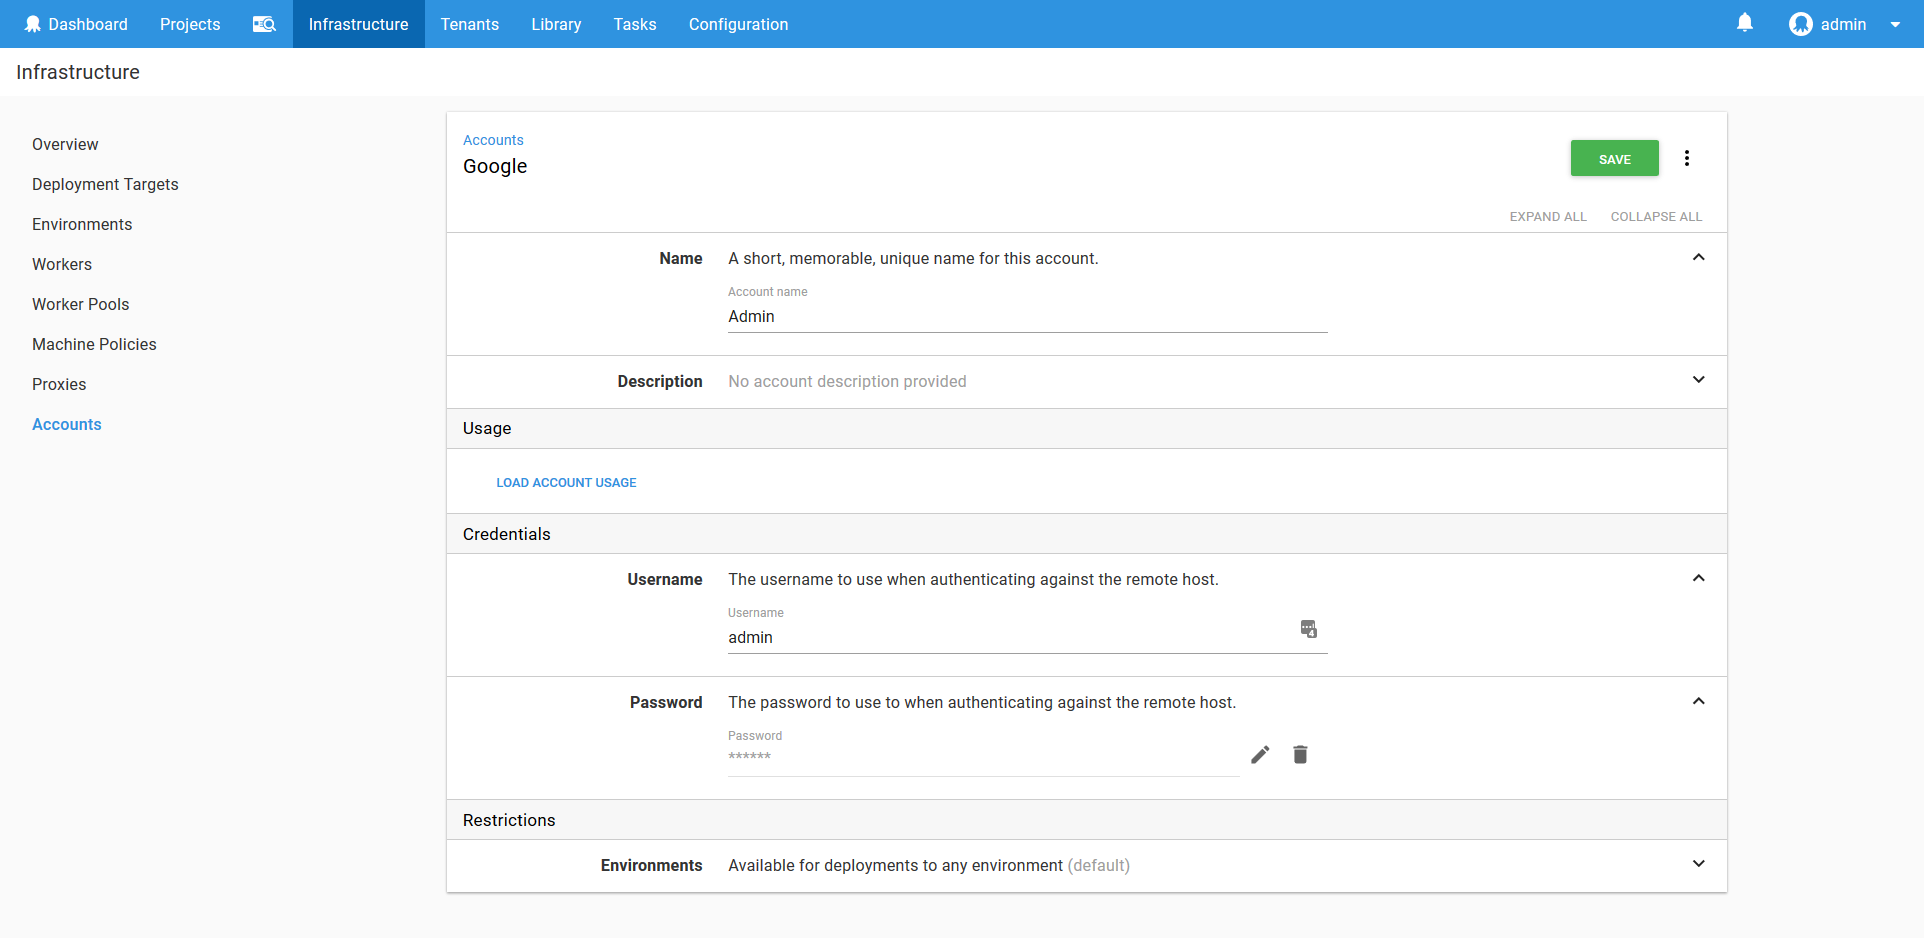 Dashboard Projects Infrastructure Tenants Library Tasks Configuration admin
Infrastructure
Overview
Deployment Targets
Environments
Workers
Worker Pools
Machine Policies
Proxies
Accounts
Accounts
Google
SAVE
EXPAND ALL COLLAPSE ALL
Name A short, memorable, unique name for this account.
Account name
Admin
Description No account description provided
Usage
LOAD ACCOUNT USAGE
Credentials
Username The username to use when authenticating against the remote host.
Username
admin
4
Password The password to use to when authenticating against the remote host.
Password
******
Restrictions
Environments Available for deployments to any environment (default)